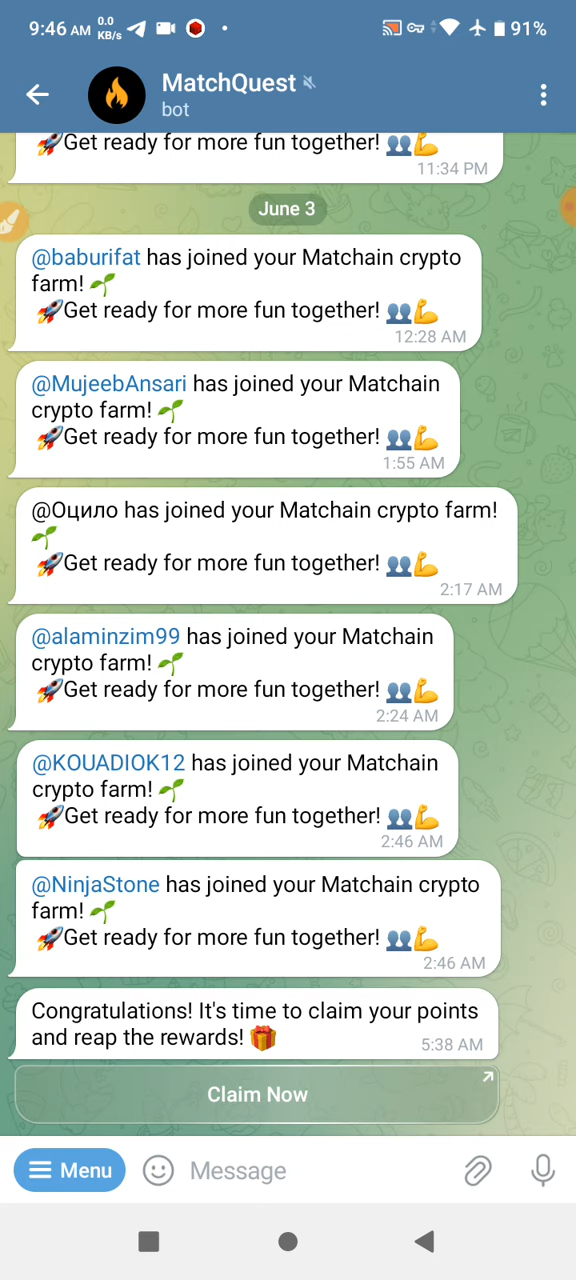 9:46 AM 0.0 KB/s 91%
MatchQuest
bot
🚀Get ready for more fun together! 👥💪
11:34 PM
June 3
@baburifat has joined your Matchain crypto
farm! 🌱
🚀Get ready for more fun together! 👥💪
12:28 AM
@MujeebAnsari has joined your Matchain
crypto farm! 🌱
🚀Get ready for more fun together! 👥💪
1:55 AM
@Оцило has joined your Matchain crypto farm!
🌱
🚀Get ready for more fun together! 👥💪
2:17 AM
@alaminzim99 has joined your Matchain
crypto farm! 🌱
🚀Get ready for more fun together! 👥💪
2:24 AM
@KOUADIOK12 has joined your Matchain
crypto farm! 🌱
🚀Get ready for more fun together! 👥💪
2:46 AM
@NinjaStone has joined your Matchain crypto
farm! 🌱
🚀Get ready for more fun together! 👥💪
2:46 AM
Congratulations! It's time to claim your points
and reap the rewards! 🎁
5:38 AM
Claim Now
Menu Message